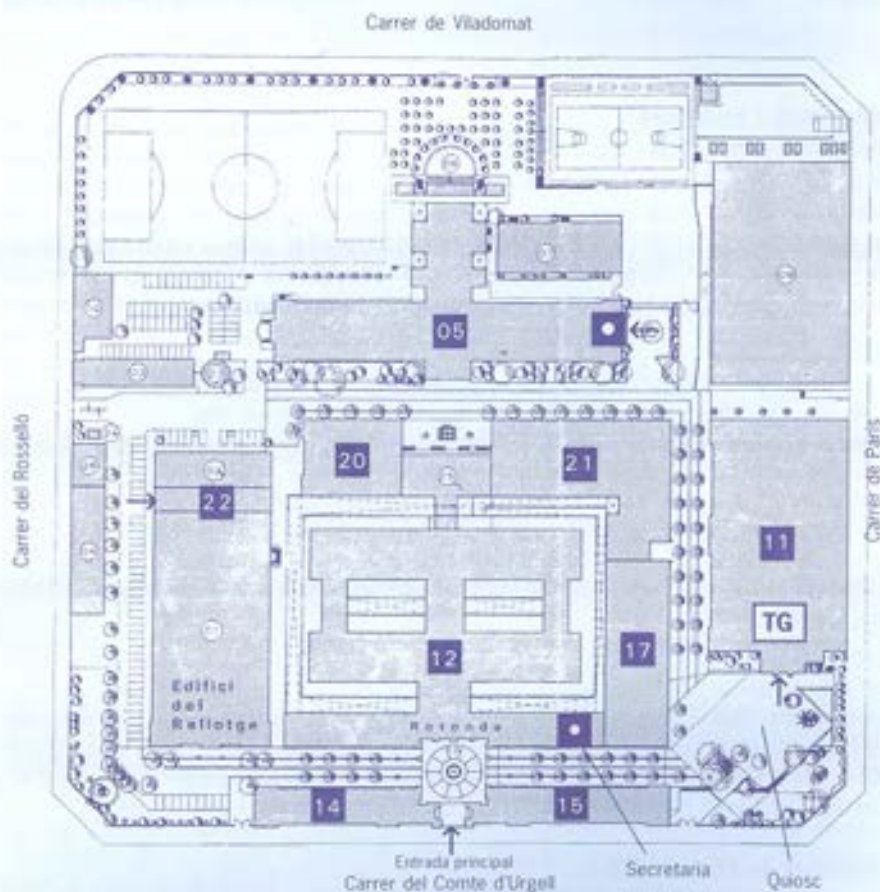 Carrer de Viladomat
05
20
21
22
11
TG
12
17
Edifici
del
Rellotge
Rotonda
14
15
Entrada principal
Carrer del Comte d'Urgell
Secretaria
Quiosc
Carrer del Rosselló
Carrer de París